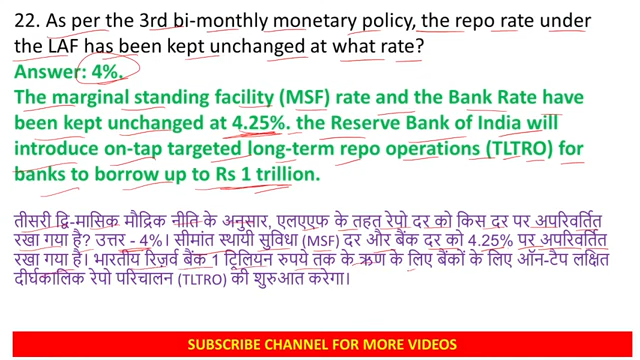 22. As per the 3rd bi-monthly monetary policy, the repo rate under
the LAF has been kept unchanged at what rate?
Answer: 4%.
The marginal standing facility (MSF) rate and the Bank Rate have
been kept unchanged at 4.25%. the Reserve Bank of India will
introduce on-tap targeted long-term repo operations (TLTRO) for
banks to borrow up to Rs 1 trillion.
तीसरी द्वि-मासिक मौद्रिक नीति के अनुसार, एलएएफ के तहत रेपो दर को किस दर पर अपरिवर्तित
रखा गया है? उत्तर - 4%। सीमांत स्थायी सुविधा (MSF) दर और बैंक दर को 4.25% पर अपरिवर्तित
रखा गया है। भारतीय रिज़र्व बैंक 1 ट्रिलियन रुपये तक के ऋण के लिए बैंकों के लिए ऑन-टैप लक्षित
दीर्घकालिक रेपो परिचालन (TLTRO) की शुरुआत करेगा।
SUBSCRIBE CHANNEL FOR MORE VIDEOS